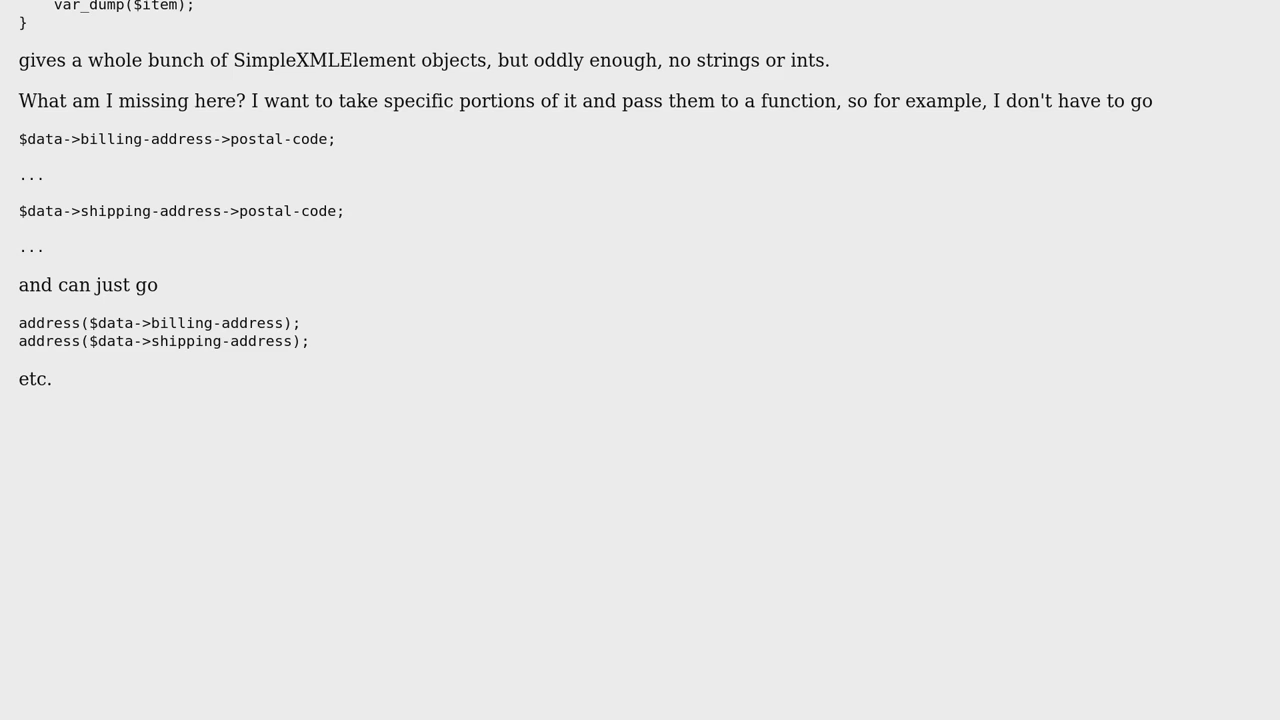 var_dump($item);
}
gives a whole bunch of SimpleXMLElement objects, but oddly enough, no strings or ints.
What am I missing here? I want to take specific portions of it and pass them to a function, so for example, I don't have to go
$data->billing-address->postal-code;
...
$data->shipping-address->postal-code;
...
and can just go
address($data->billing-address);
address($data->shipping-address);
etc.